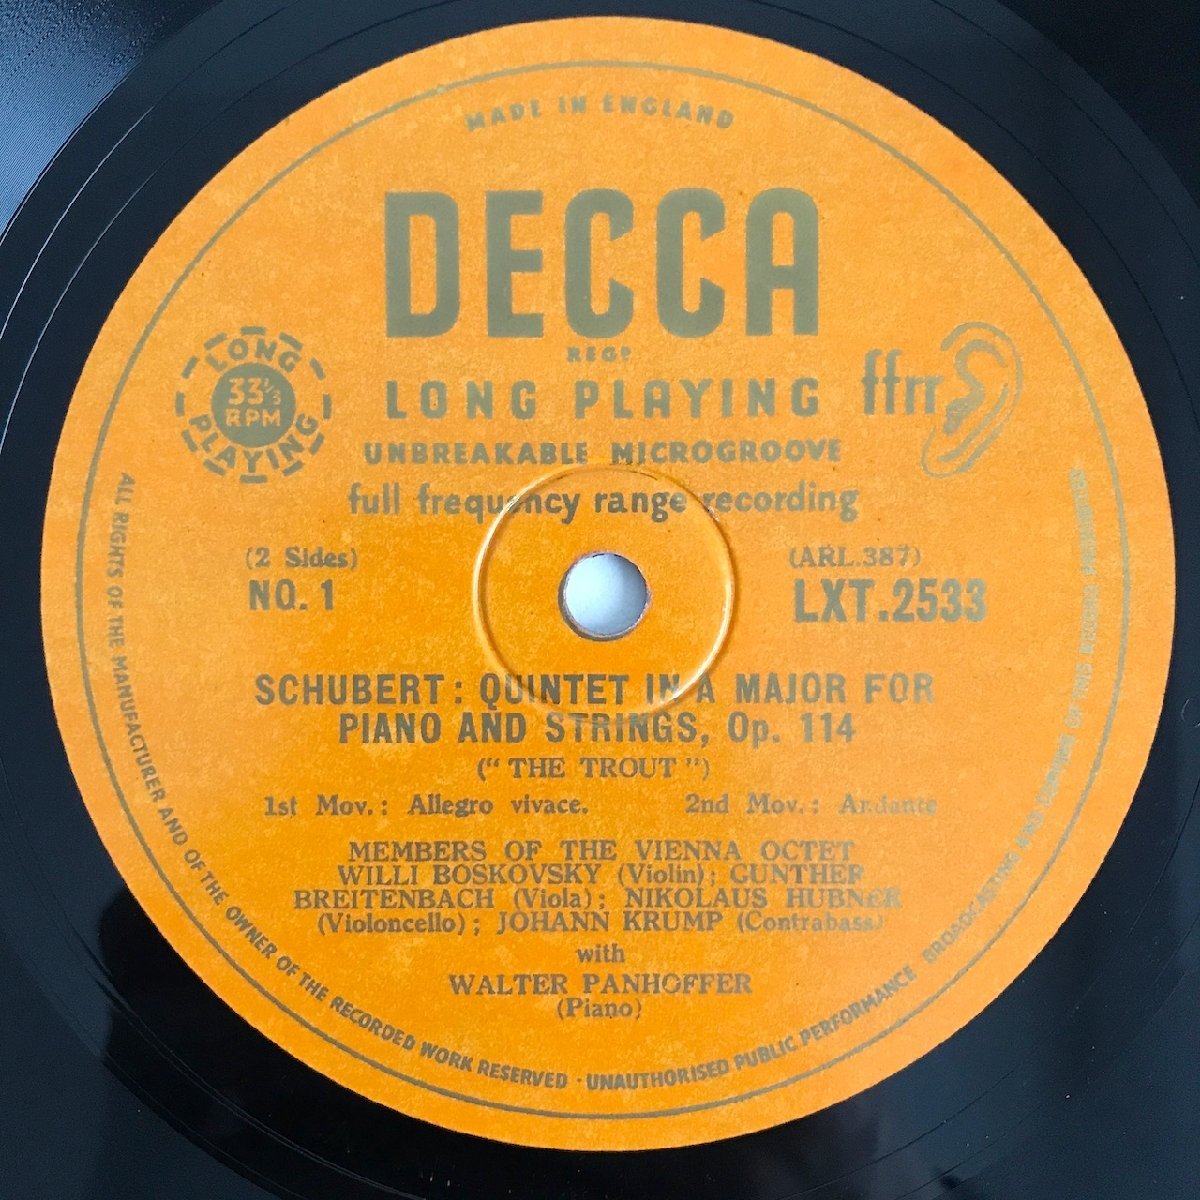 MADE IN ENGLAND
DECCA
REGD
LONG PLAYING
33⅓
RPM
LONG PLAYING
ffrr
UNBREAKABLE MICROGROOVE
full frequency range recording
(2 Sides)
NO. 1
(ARL.387)
LXT.2533
SCHUBERT : QUINTET IN A MAJOR FOR
PIANO AND STRINGS, Op. 114
(“ THE TROUT ”)
1st Mov. : Allegro vivace. 2nd Mov. : Andante
MEMBERS OF THE VIENNA OCTET
WILLI BOSKOVSKY (Violin) ; GUNTHER
BREITENBACH (Viola) ; NIKOLAUS HUBNER
(Violoncello) ; JOHANN KRUMP (Contrabass)
with
WALTER PANHOFFER
(Piano)
ALL RIGHTS OF THE MANUFACTURER AND OF THE OWNER OF THE RECORDED WORK RESERVED · UNAUTHORISED PUBLIC PERFORMANCE BROADCASTING AND COPYING OF THIS RECORD PROHIBITED